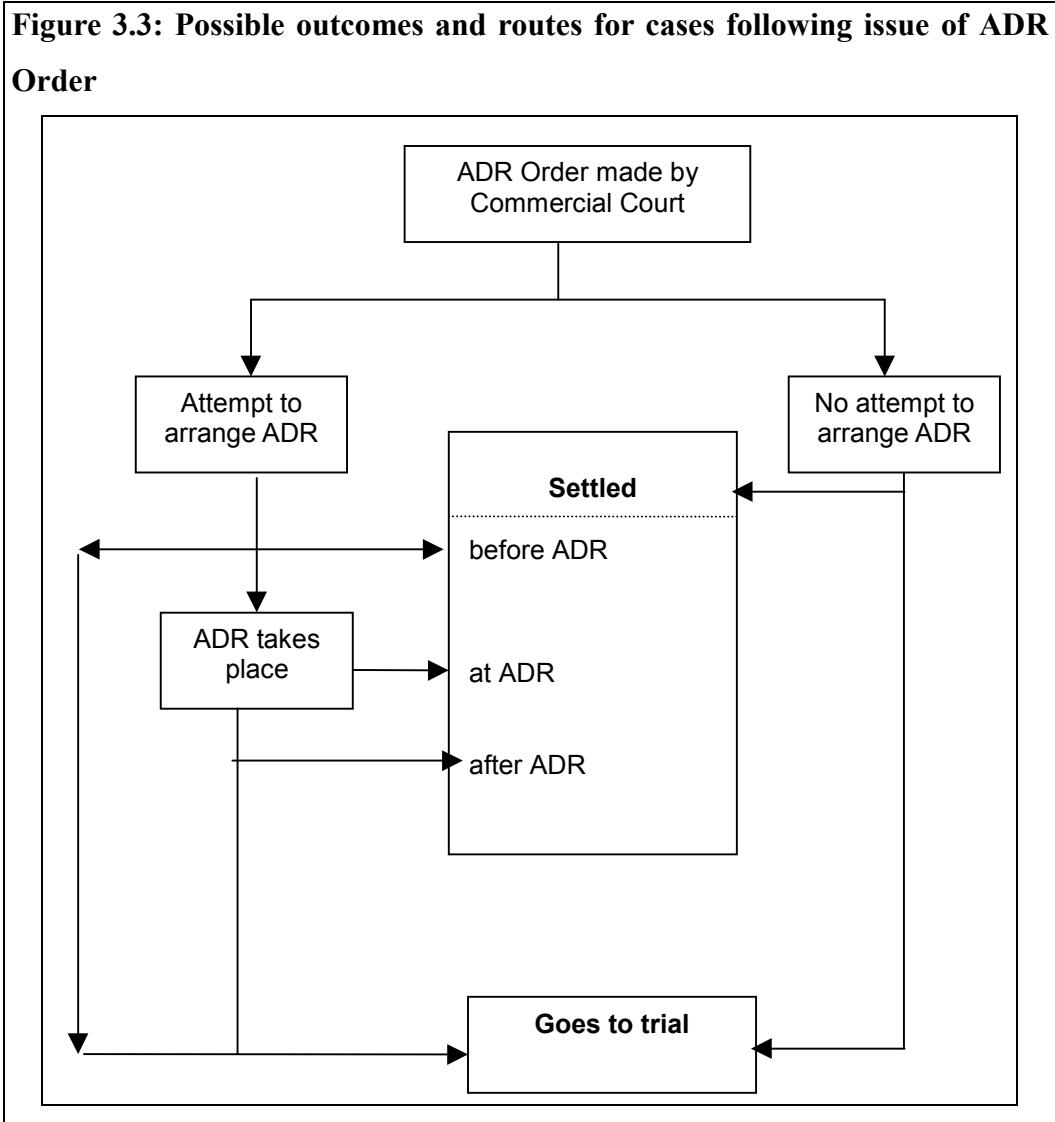 Figure 3.3: Possible outcomes and routes for cases following issue of ADR
Order
ADR Order made by
Commercial Court
Attempt to
arrange ADR
No attempt to
arrange ADR
Settled
before ADR
ADR takes
place
at ADR
after ADR
Goes to trial